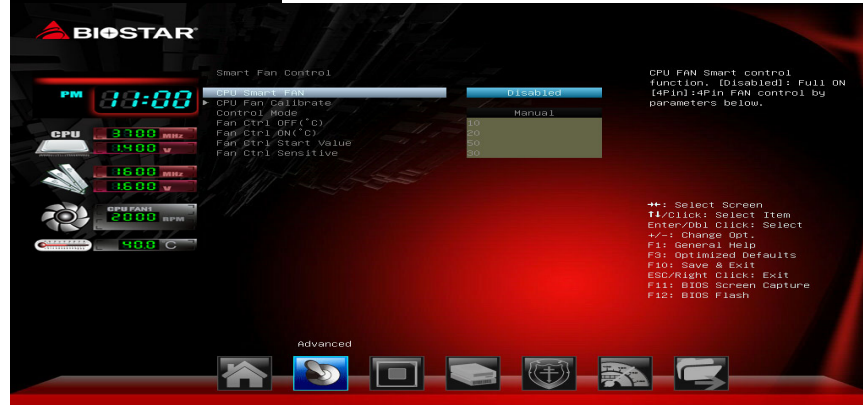 BIOSTAR
Smart Fan Control
CPU Smart FAN Disabled
CPU Fan Calibrate
Control Mode Manual
Fan Ctrl OFF(°C) 10
Fan Ctrl ON(°C) 20
Fan Ctrl Start Value 50
Fan Ctrl Sensitive 30
CPU FAN Smart control
function. [Disabled]: Full ON
[4Pin]:4Pin FAN control by
parameters below.
PM 11:00
CPU 3700 MHz
1.400 V
1600 MHz
1.600 V
CPU FAN1
2000 RPM
40.0 C
→←: Select Screen
↑↓/Click: Select Item
Enter/Dbl Click: Select
+/-: Change Opt.
F1: General Help
F3: Optimized Defaults
F10: Save & Exit
ESC/Right Click: Exit
F11: BIOS Screen Capture
F12: BIOS Flash
Advanced